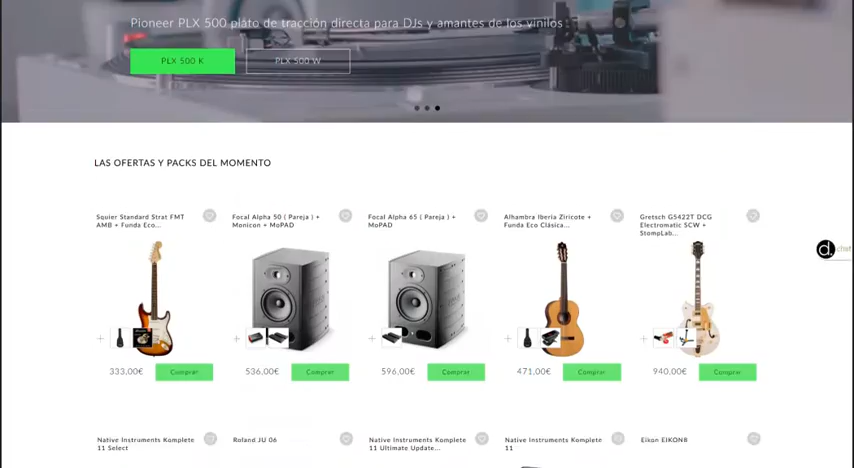 Pioneer PLX 500 plato de tracción directa para DJs y amantes de los vinilos
PLX 500 K
PLX 500 W
LAS OFERTAS Y PACKS DEL MOMENTO
Squier Standard Strat FMT
AMB + Funda Eco...
Focal Alpha 50 ( Pareja ) +
Monicon + MoPAD
Focal Alpha 65 ( Pareja ) +
MoPAD
Alhambra Iberia Ziricote +
Funda Eco Clásica...
Gretsch G5422T DCG
Electromatic SCW +
StompLab...
d.
chat
333,00€
Comprar
536,00€
Comprar
596,00€
Comprar
471,00€
Comprar
940,00€
Comprar
Native Instruments Komplete
11 Select
Roland JU 06
Native Instruments Komplete
11 Ultimate Update...
Native Instruments Komplete
11
Eikon EIKON8